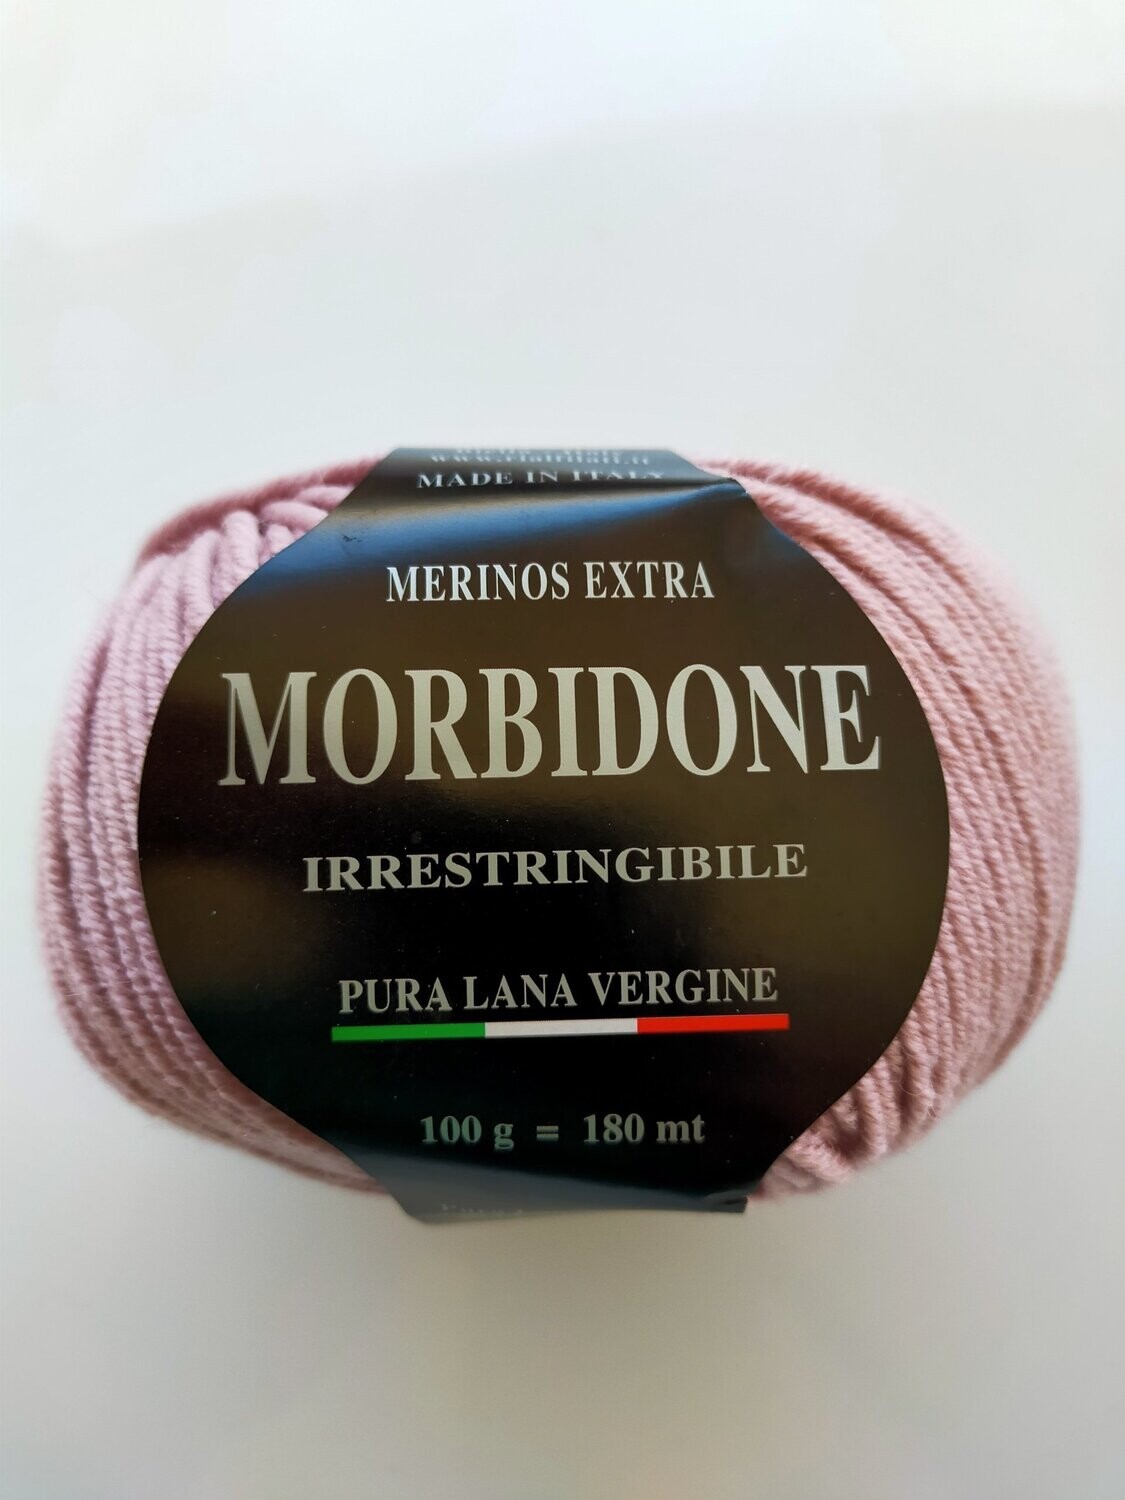 MADE IN ITALY
MERINOS EXTRA
MORBIDONE
IRRESTRINGIBILE
PURA LANA VERGINE
100 g = 180 mt